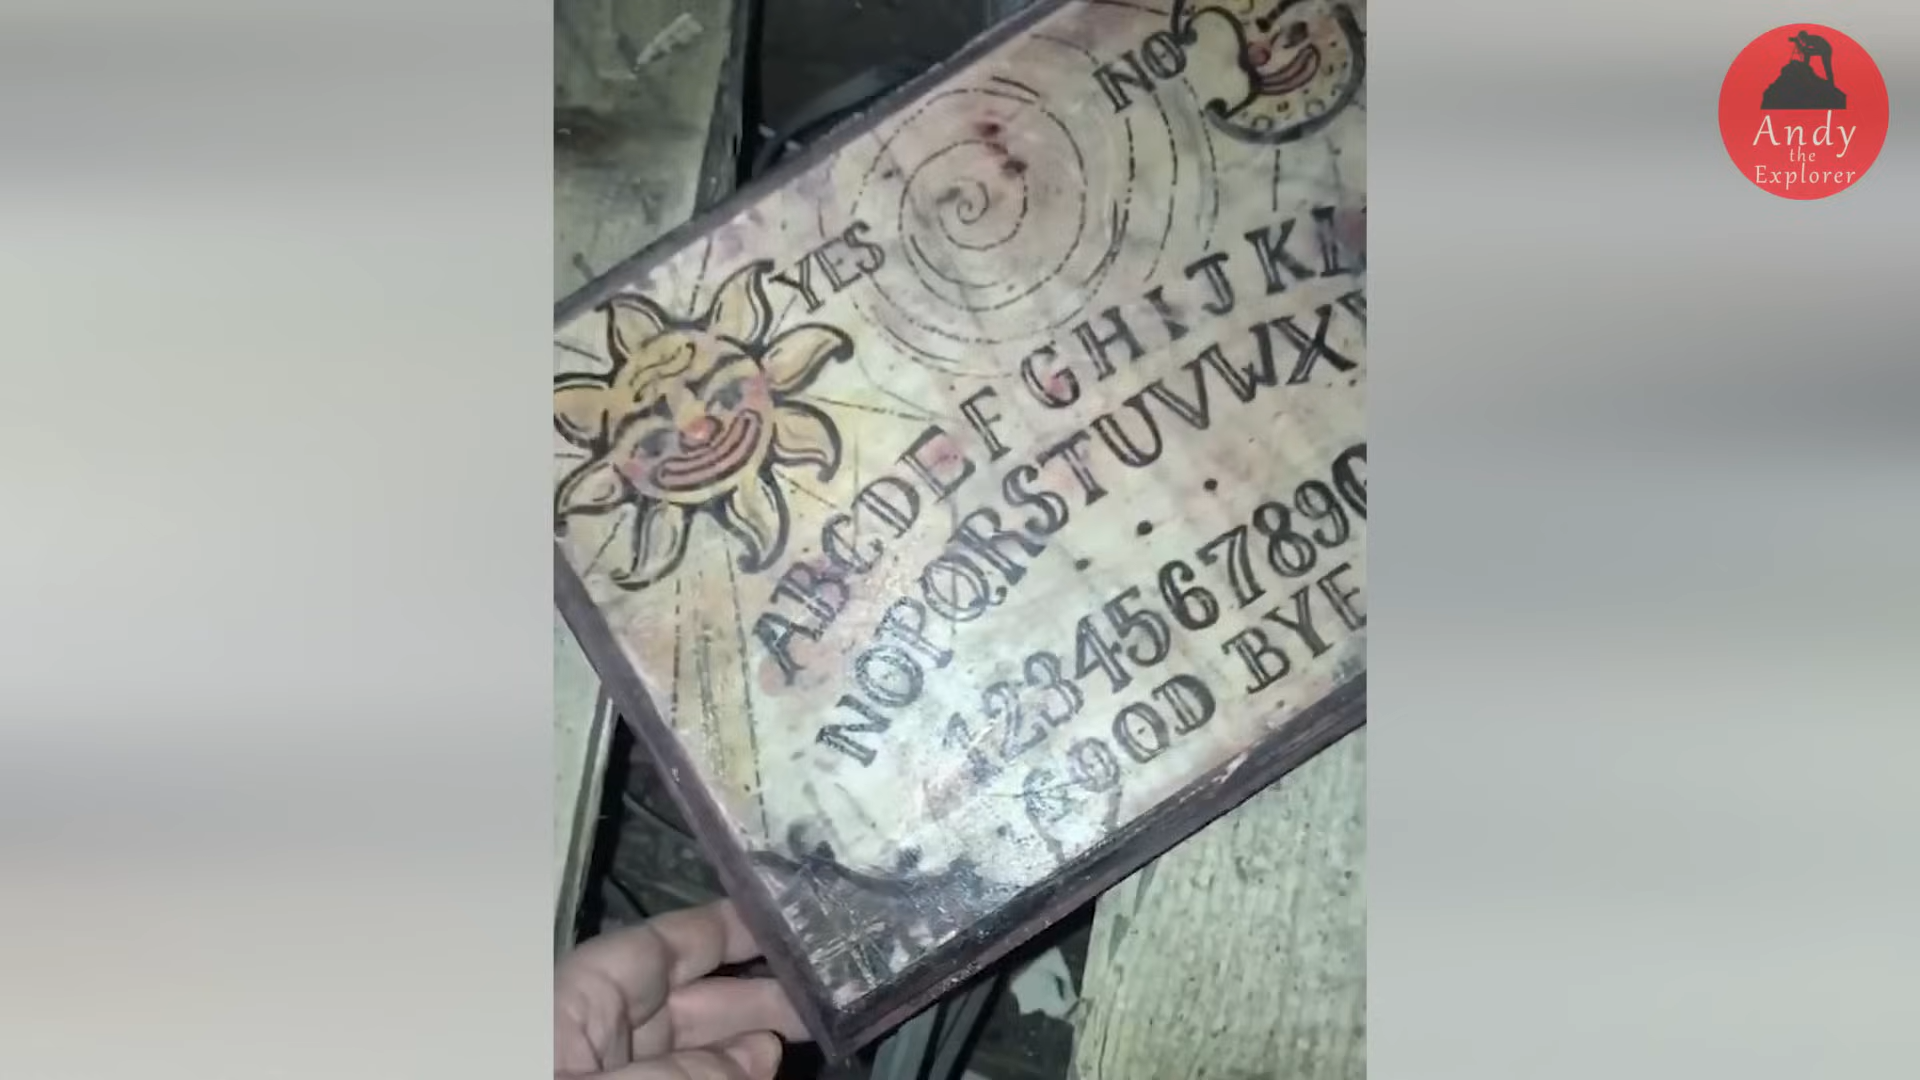 YES
NO
ABCDEFGHIJKL
NOPQRSTUVWX
1234567890
GOOD BYE
Andy
the
Explorer